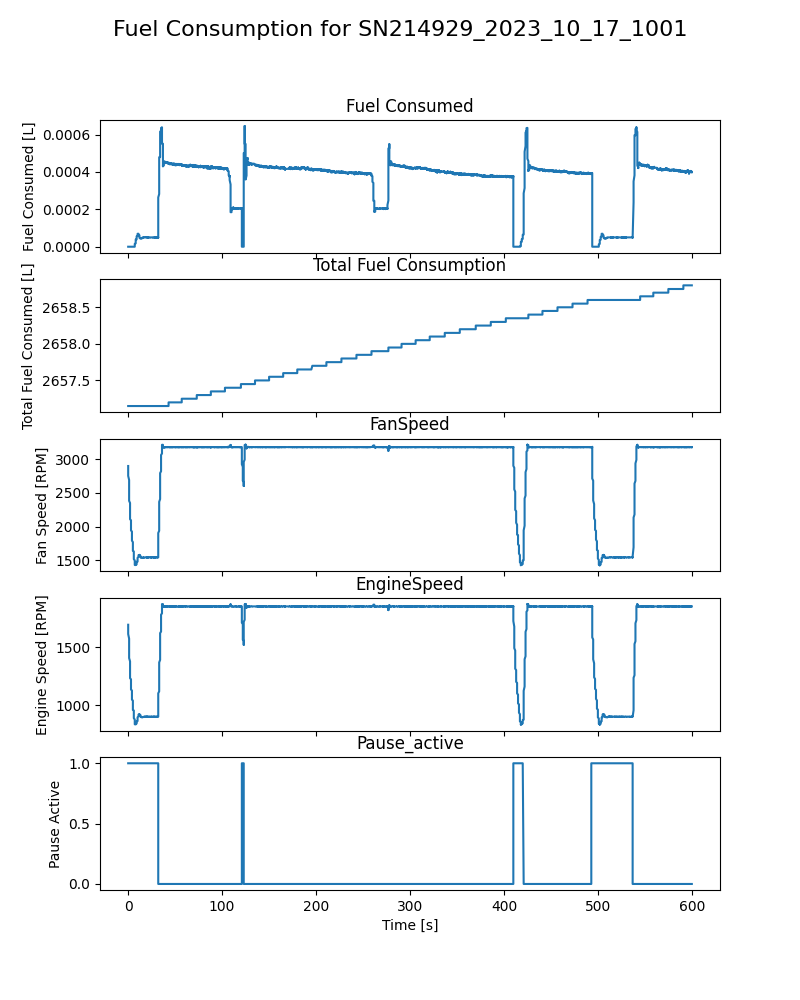 Fuel Consumption for SN214929_2023_10_17_1001
Fuel Consumed
Fuel Consumed [L]
0.0006
0.0004
0.0002
0.0000
Total Fuel Consumption
Total Fuel Consumed [L]
2658.5
2658.0
2657.5
FanSpeed
Fan Speed [RPM]
3000
2500
2000
1500
EngineSpeed
Engine Speed [RPM]
1500
1000
Pause_active
Pause Active
1.0
0.5
0.0
0 100 200 300 400 500 600
Time [s]